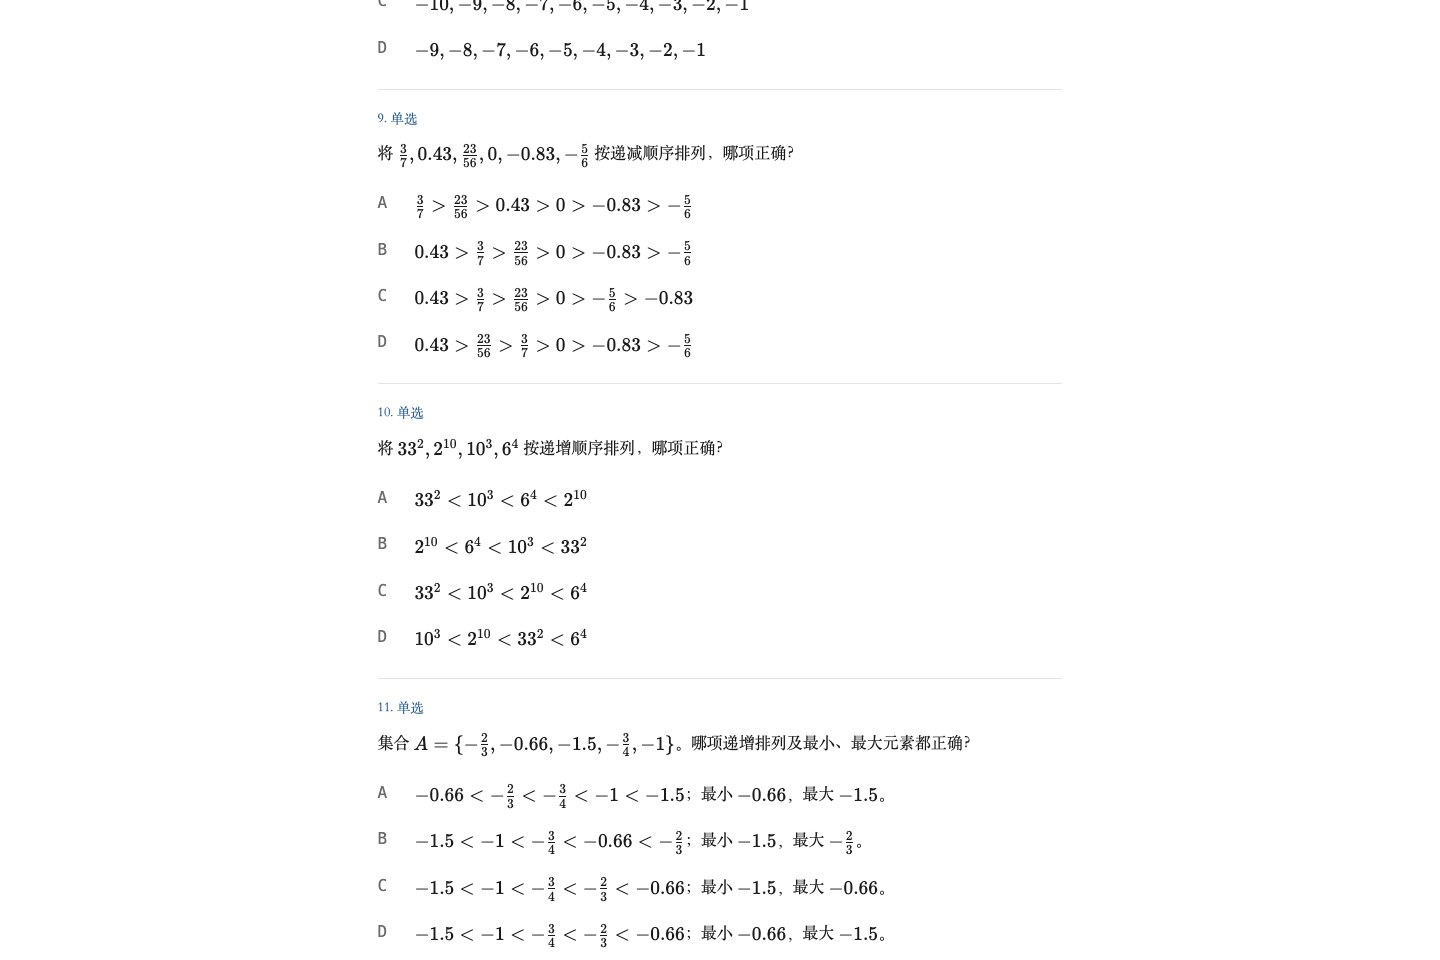 C −10, −9, −8, −7, −6, −5, −4, −3, −2, −1
D −9, −8, −7, −6, −5, −4, −3, −2, −1
9. 单选
将 3/7, 0.43, 23/56, 0, −0.83, −5/6 按递减顺序排列，哪项正确?
A 3/7 > 23/56 > 0.43 > 0 > −0.83 > −5/6
B 0.43 > 3/7 > 23/56 > 0 > −0.83 > −5/6
C 0.43 > 3/7 > 23/56 > 0 > −5/6 > −0.83
D 0.43 > 23/56 > 3/7 > 0 > −0.83 > −5/6
10. 单选
将 33², 2¹⁰, 10³, 6⁴ 按递增顺序排列，哪项正确?
A 33² < 10³ < 6⁴ < 2¹⁰
B 2¹⁰ < 6⁴ < 10³ < 33²
C 33² < 10³ < 2¹⁰ < 6⁴
D 10³ < 2¹⁰ < 33² < 6⁴
11. 单选
集合 A = {−2/3, −0.66, −1.5, −3/4, −1}。哪项递增排列及最小、最大元素都正确?
A −0.66 < −2/3 < −3/4 < −1 < −1.5；最小 −0.66，最大 −1.5。
B −1.5 < −1 < −3/4 < −0.66 < −2/3；最小 −1.5，最大 −2/3。
C −1.5 < −1 < −3/4 < −2/3 < −0.66；最小 −1.5，最大 −0.66。
D −1.5 < −1 < −3/4 < −2/3 < −0.66；最小 −0.66，最大 −1.5。